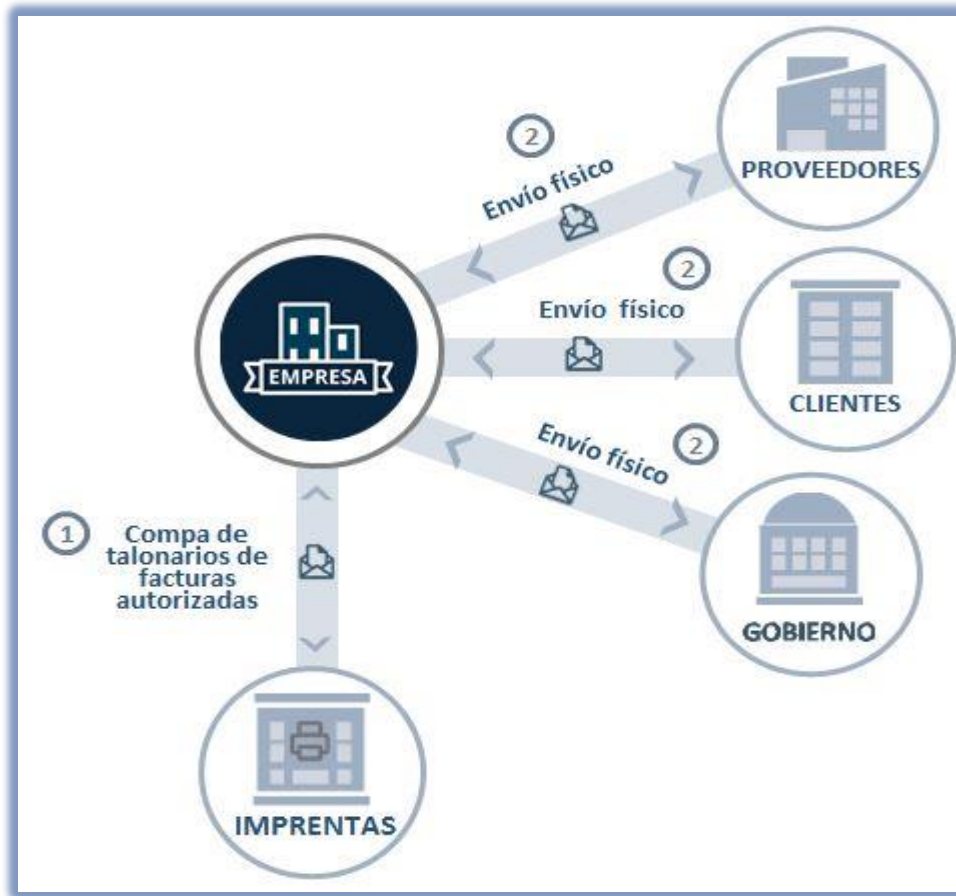 2
Envío físico
PROVEEDORES
2
Envío físico
CLIENTES
EMPRESA
2
Envío físico
GOBIERNO
1
Compa de
talonarios de
facturas
autorizadas
IMPRENTAS